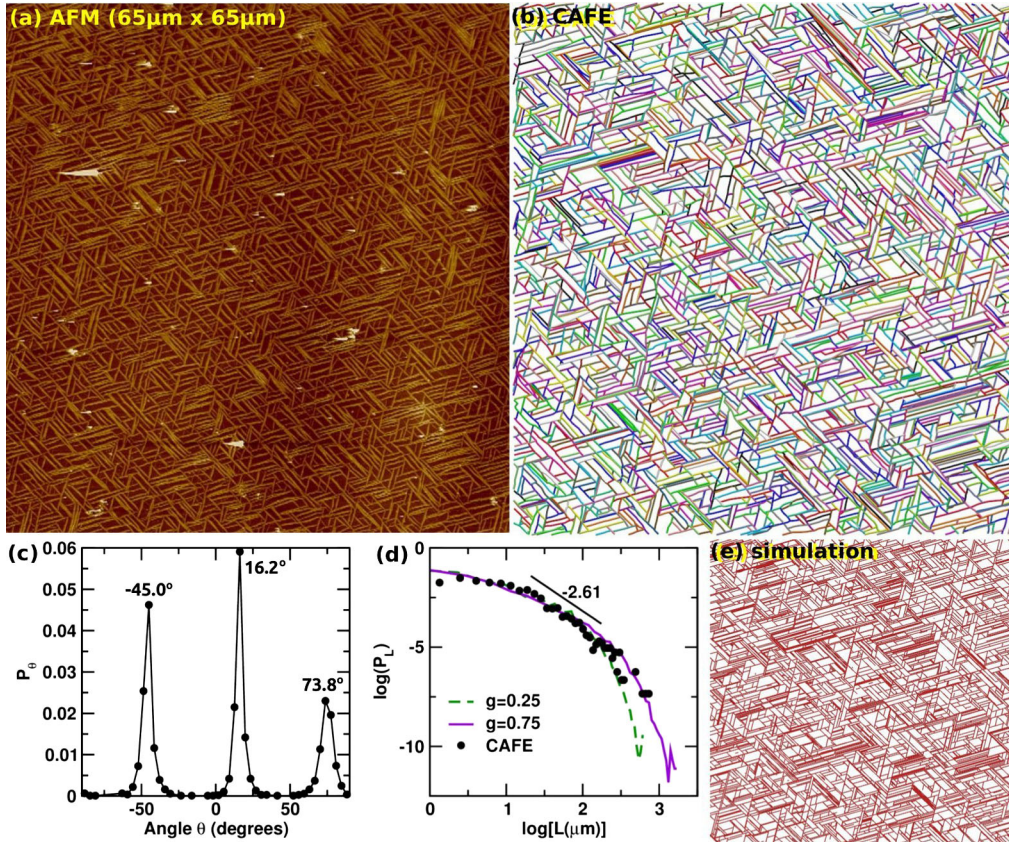 (a) AFM (65μm x 65μm)
(b) CAFE
(c)
0.06
0.05
0.04
0.03
0.02
0.01
0
Pθ
-45.0°
16.2°
73.8°
-50 0 50
Angle θ (degrees)
(d)
0
-5
-10
log(PL)
-2.61
g=0.25
g=0.75
CAFE
0 1 2 3
log[L(μm)]
(e) simulation